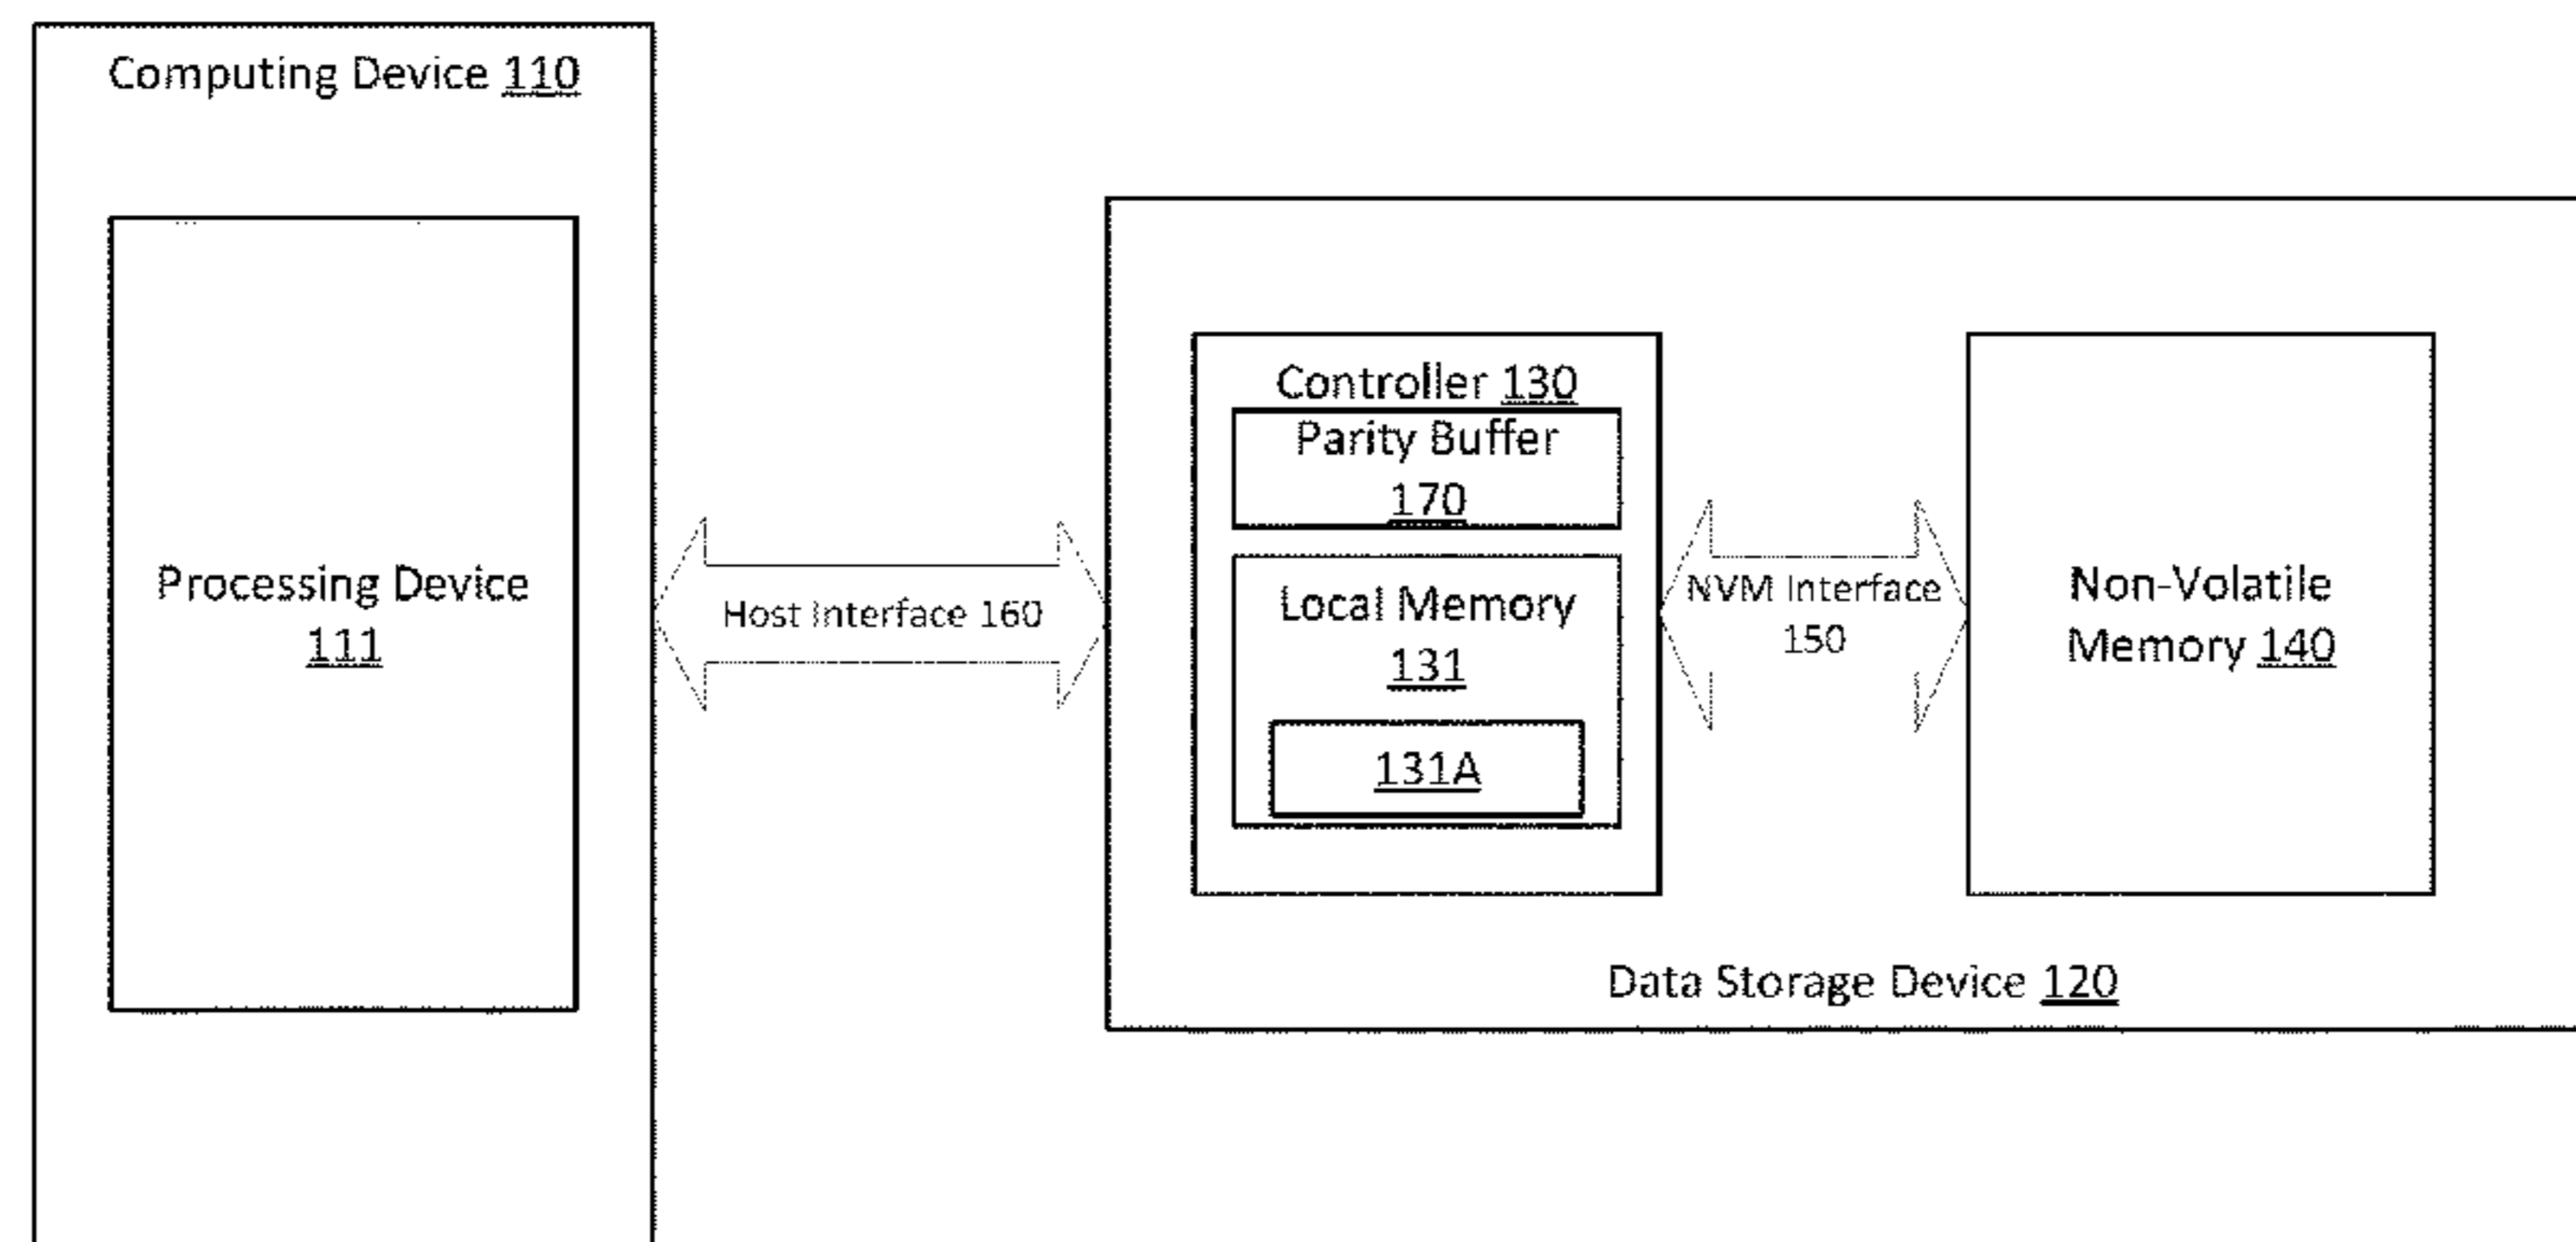 Computing Device 110
Processing Device
111
Host Interface 160
Controller 130
Parity Buffer
170
Local Memory
131
131A
NVM Interface
150
Non-Volatile
Memory 140
Data Storage Device 120